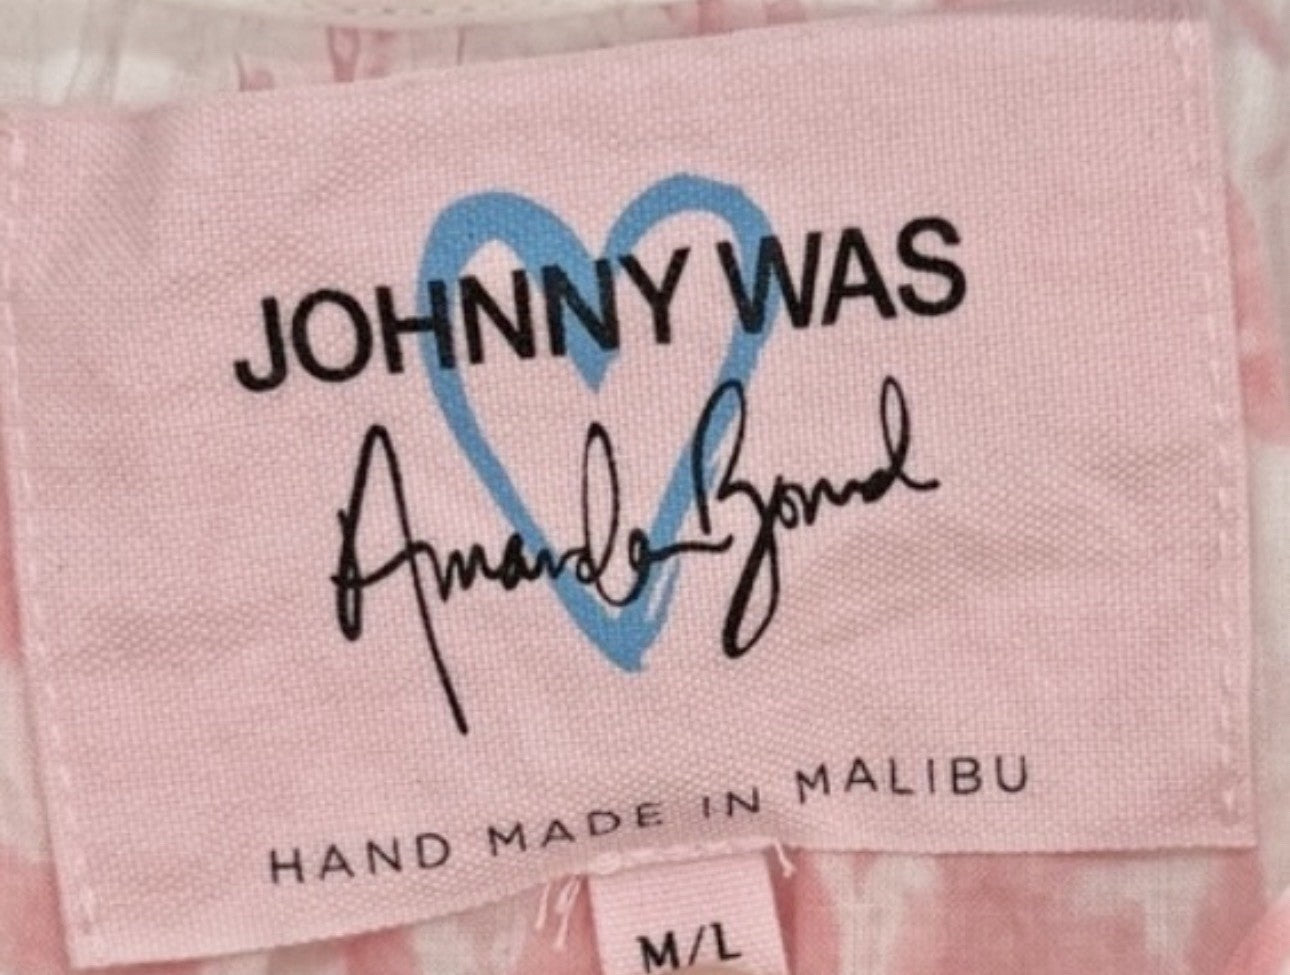 JOHNNY WAS
Amanda Bond
HAND MADE IN MALIBU
M/L